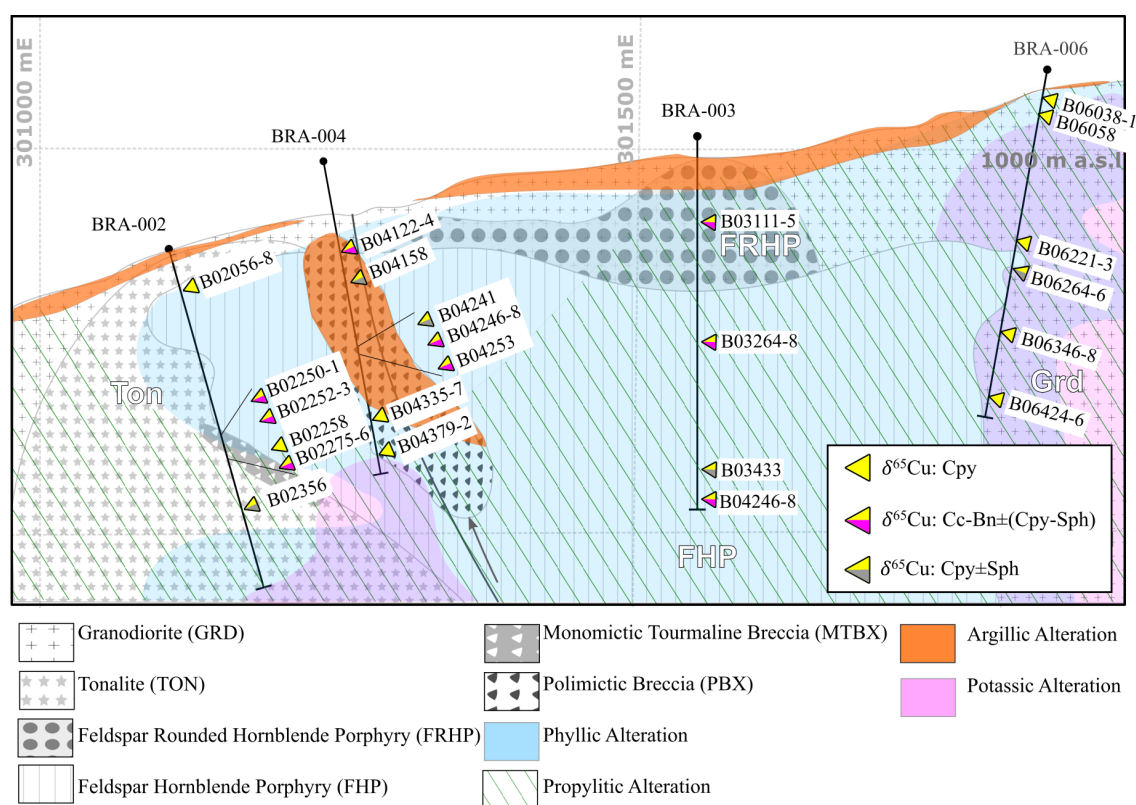 301000 mE
301500 mE
BRA-002
BRA-004
BRA-003
BRA-006
1000 m a.s.l
B02056-8
B02250-1
B02252-3
B02258
B02275-6
B02356
B04122-4
B04158
B04241
B04246-8
B04253
B04335-7
B04379-2
B03111-5
B03264-8
B03433
B04246-8
B06038-1
B06058
B06221-3
B06264-6
B06346-8
B06424-6
Ton
FRHP
FHP
Grd
δ⁶⁵Cu: Cpy
δ⁶⁵Cu: Cc-Bn±(Cpy-Sph)
δ⁶⁵Cu: Cpy±Sph
Granodiorite (GRD)
Tonalite (TON)
Feldspar Rounded Hornblende Porphyry (FRHP)
Feldspar Hornblende Porphyry (FHP)
Monomictic Tourmaline Breccia (MTBX)
Polimictic Breccia (PBX)
Phyllic Alteration
Propylitic Alteration
Argillic Alteration
Potassic Alteration